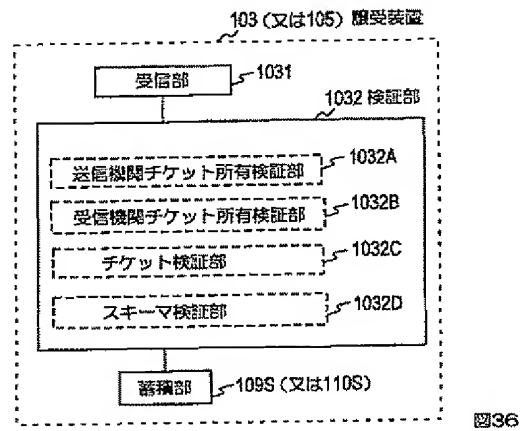 103(又は105)譲受装置
受信部
1031
1032 検証部
送信機関チケット所有検証部
1032A
受信機関チケット所有検証部
1032B
チケット検証部
1032C
スキーマ検証部
1032D
蓄積部
109S(又は110S)
図36